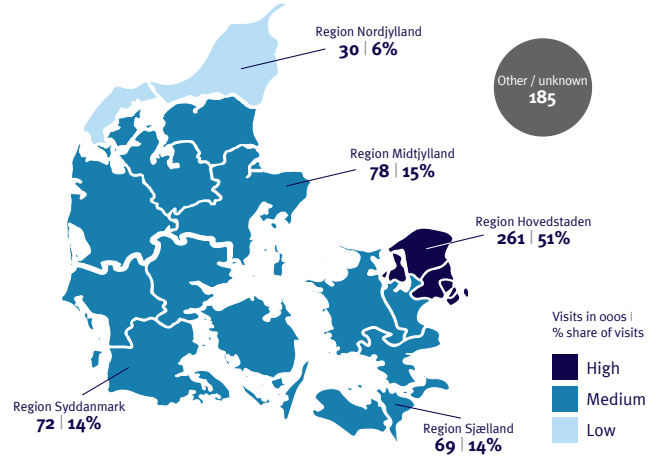 Region Nordjylland
30 | 6%
Other / unknown
185
Region Midtjylland
78 | 15%
Region Hovedstaden
261 | 51%
Visits in 000s |
% share of visits
High
Medium
Low
Region Syddanmark
72 | 14%
Region Sjælland
69 | 14%